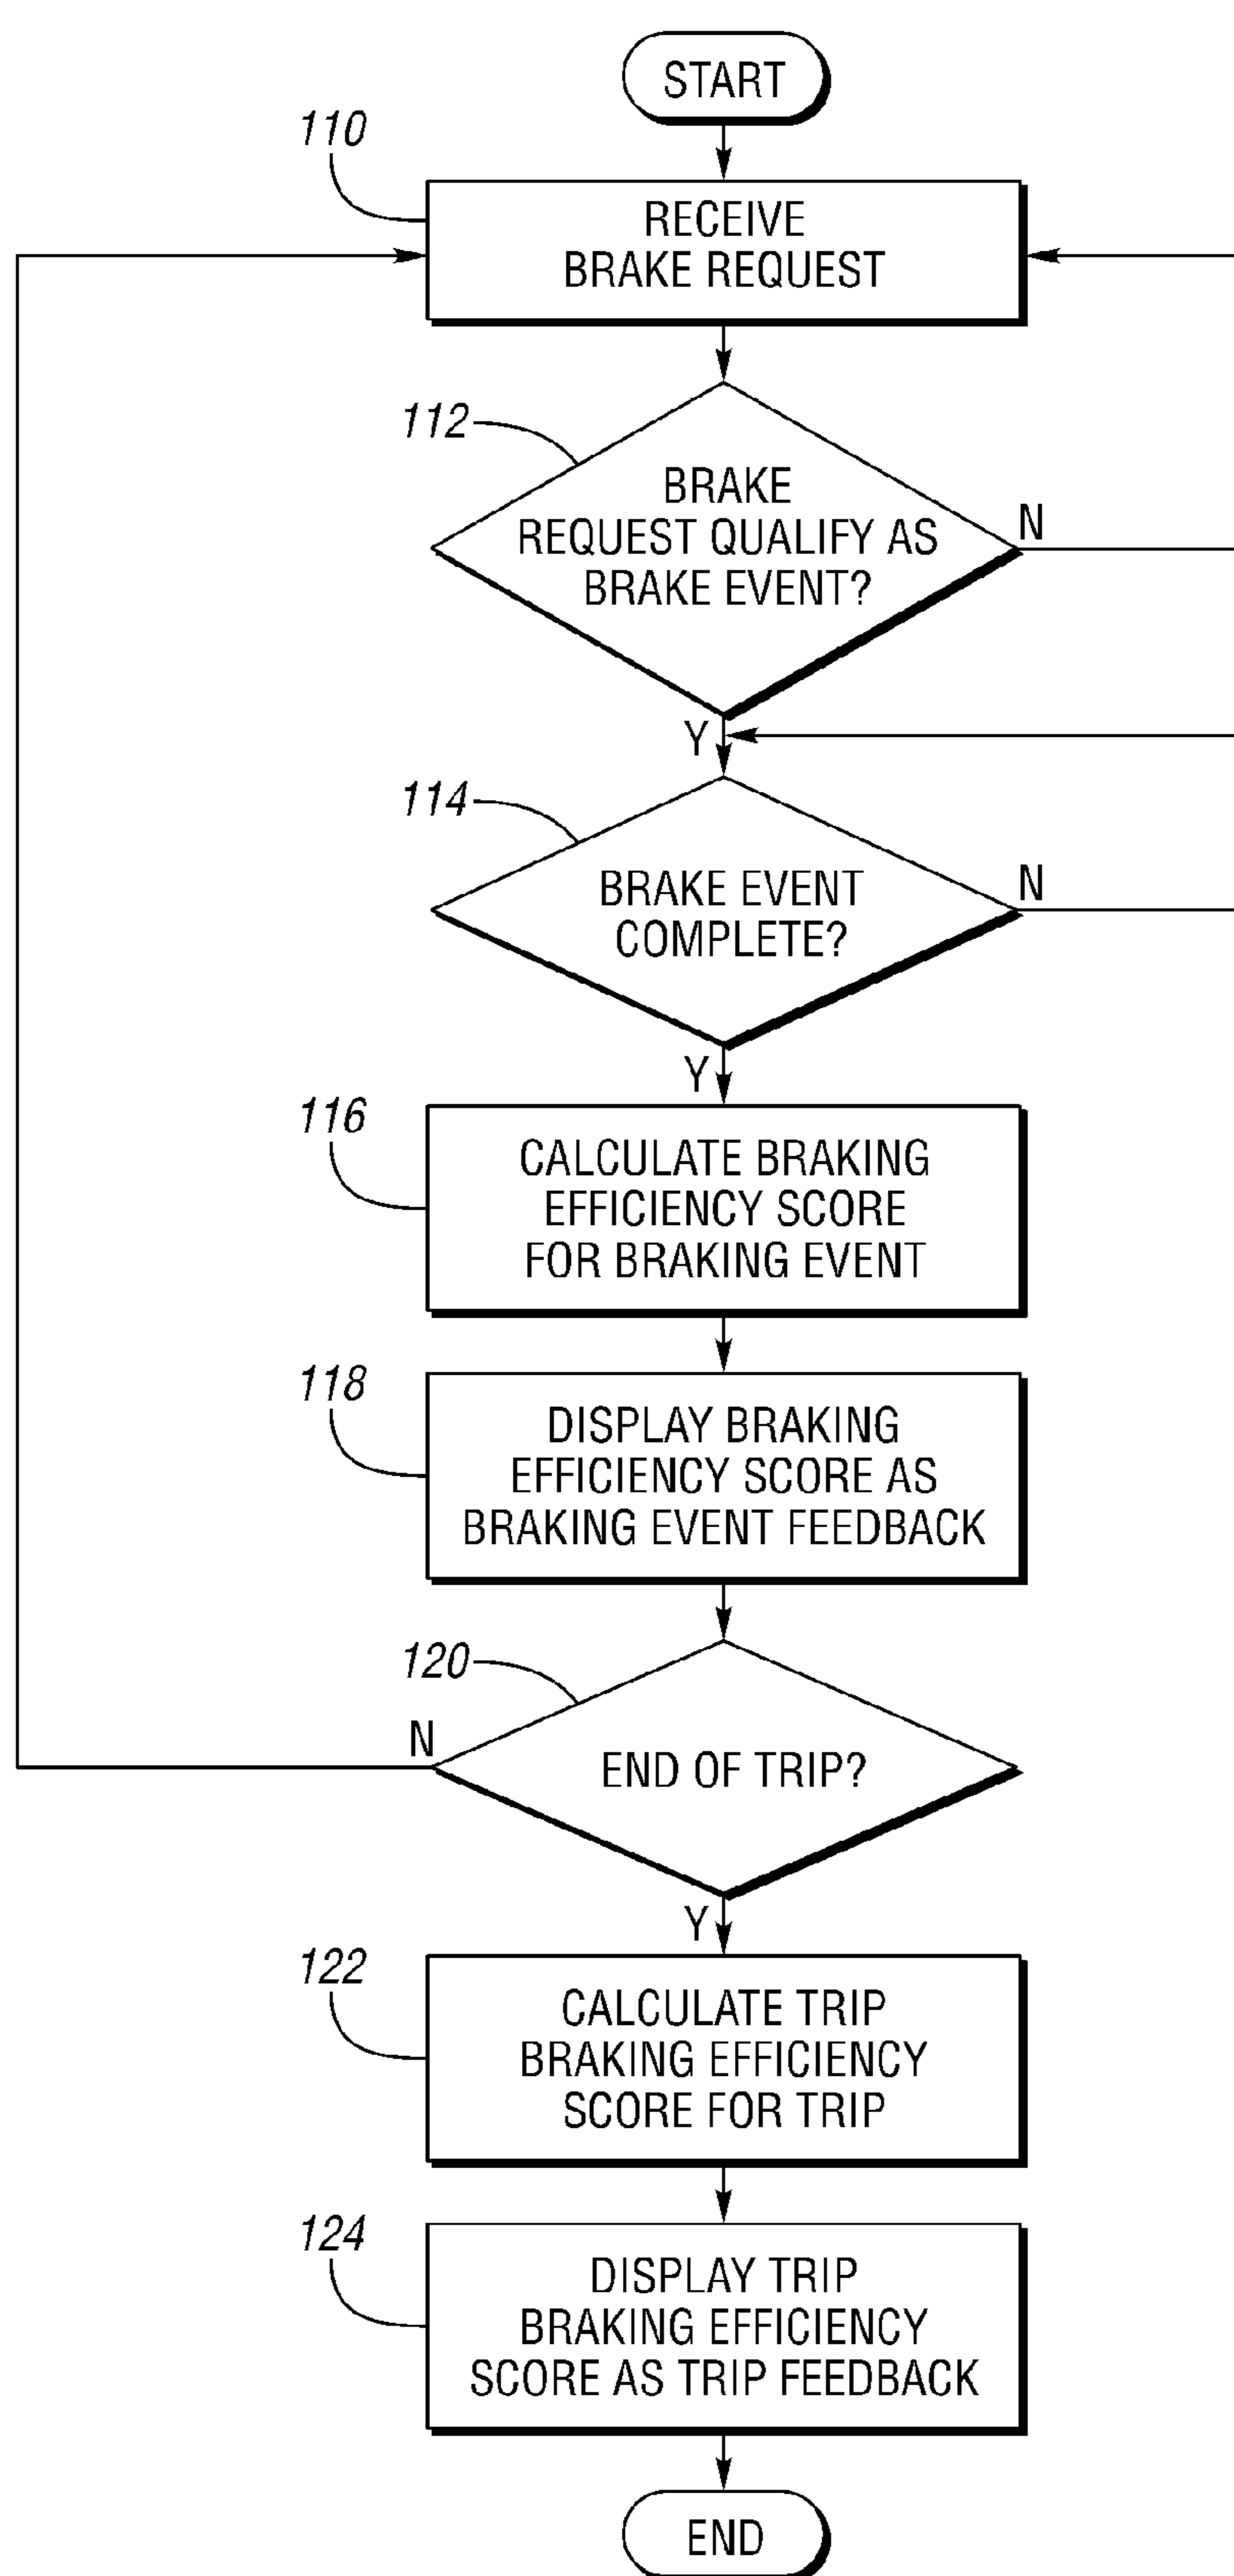 START
110
RECEIVE
BRAKE REQUEST
112
BRAKE
REQUEST QUALIFY AS
BRAKE EVENT?
N
Y
114
BRAKE EVENT
COMPLETE?
N
Y
116
CALCULATE BRAKING
EFFICIENCY SCORE
FOR BRAKING EVENT
118
DISPLAY BRAKING
EFFICIENCY SCORE AS
BRAKING EVENT FEEDBACK
120
N
END OF TRIP?
Y
122
CALCULATE TRIP
BRAKING EFFICIENCY
SCORE FOR TRIP
124
DISPLAY TRIP
BRAKING EFFICIENCY
SCORE AS TRIP FEEDBACK
END